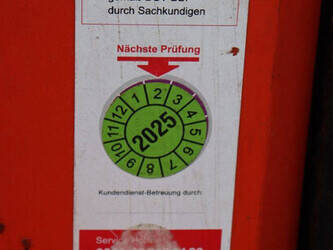 durch Sachkundigen
Nächste Prüfung
1 2 3 4 5 6 7 8 9 10 11 12
2025
Kundendienst-Betreuung durch:
Service